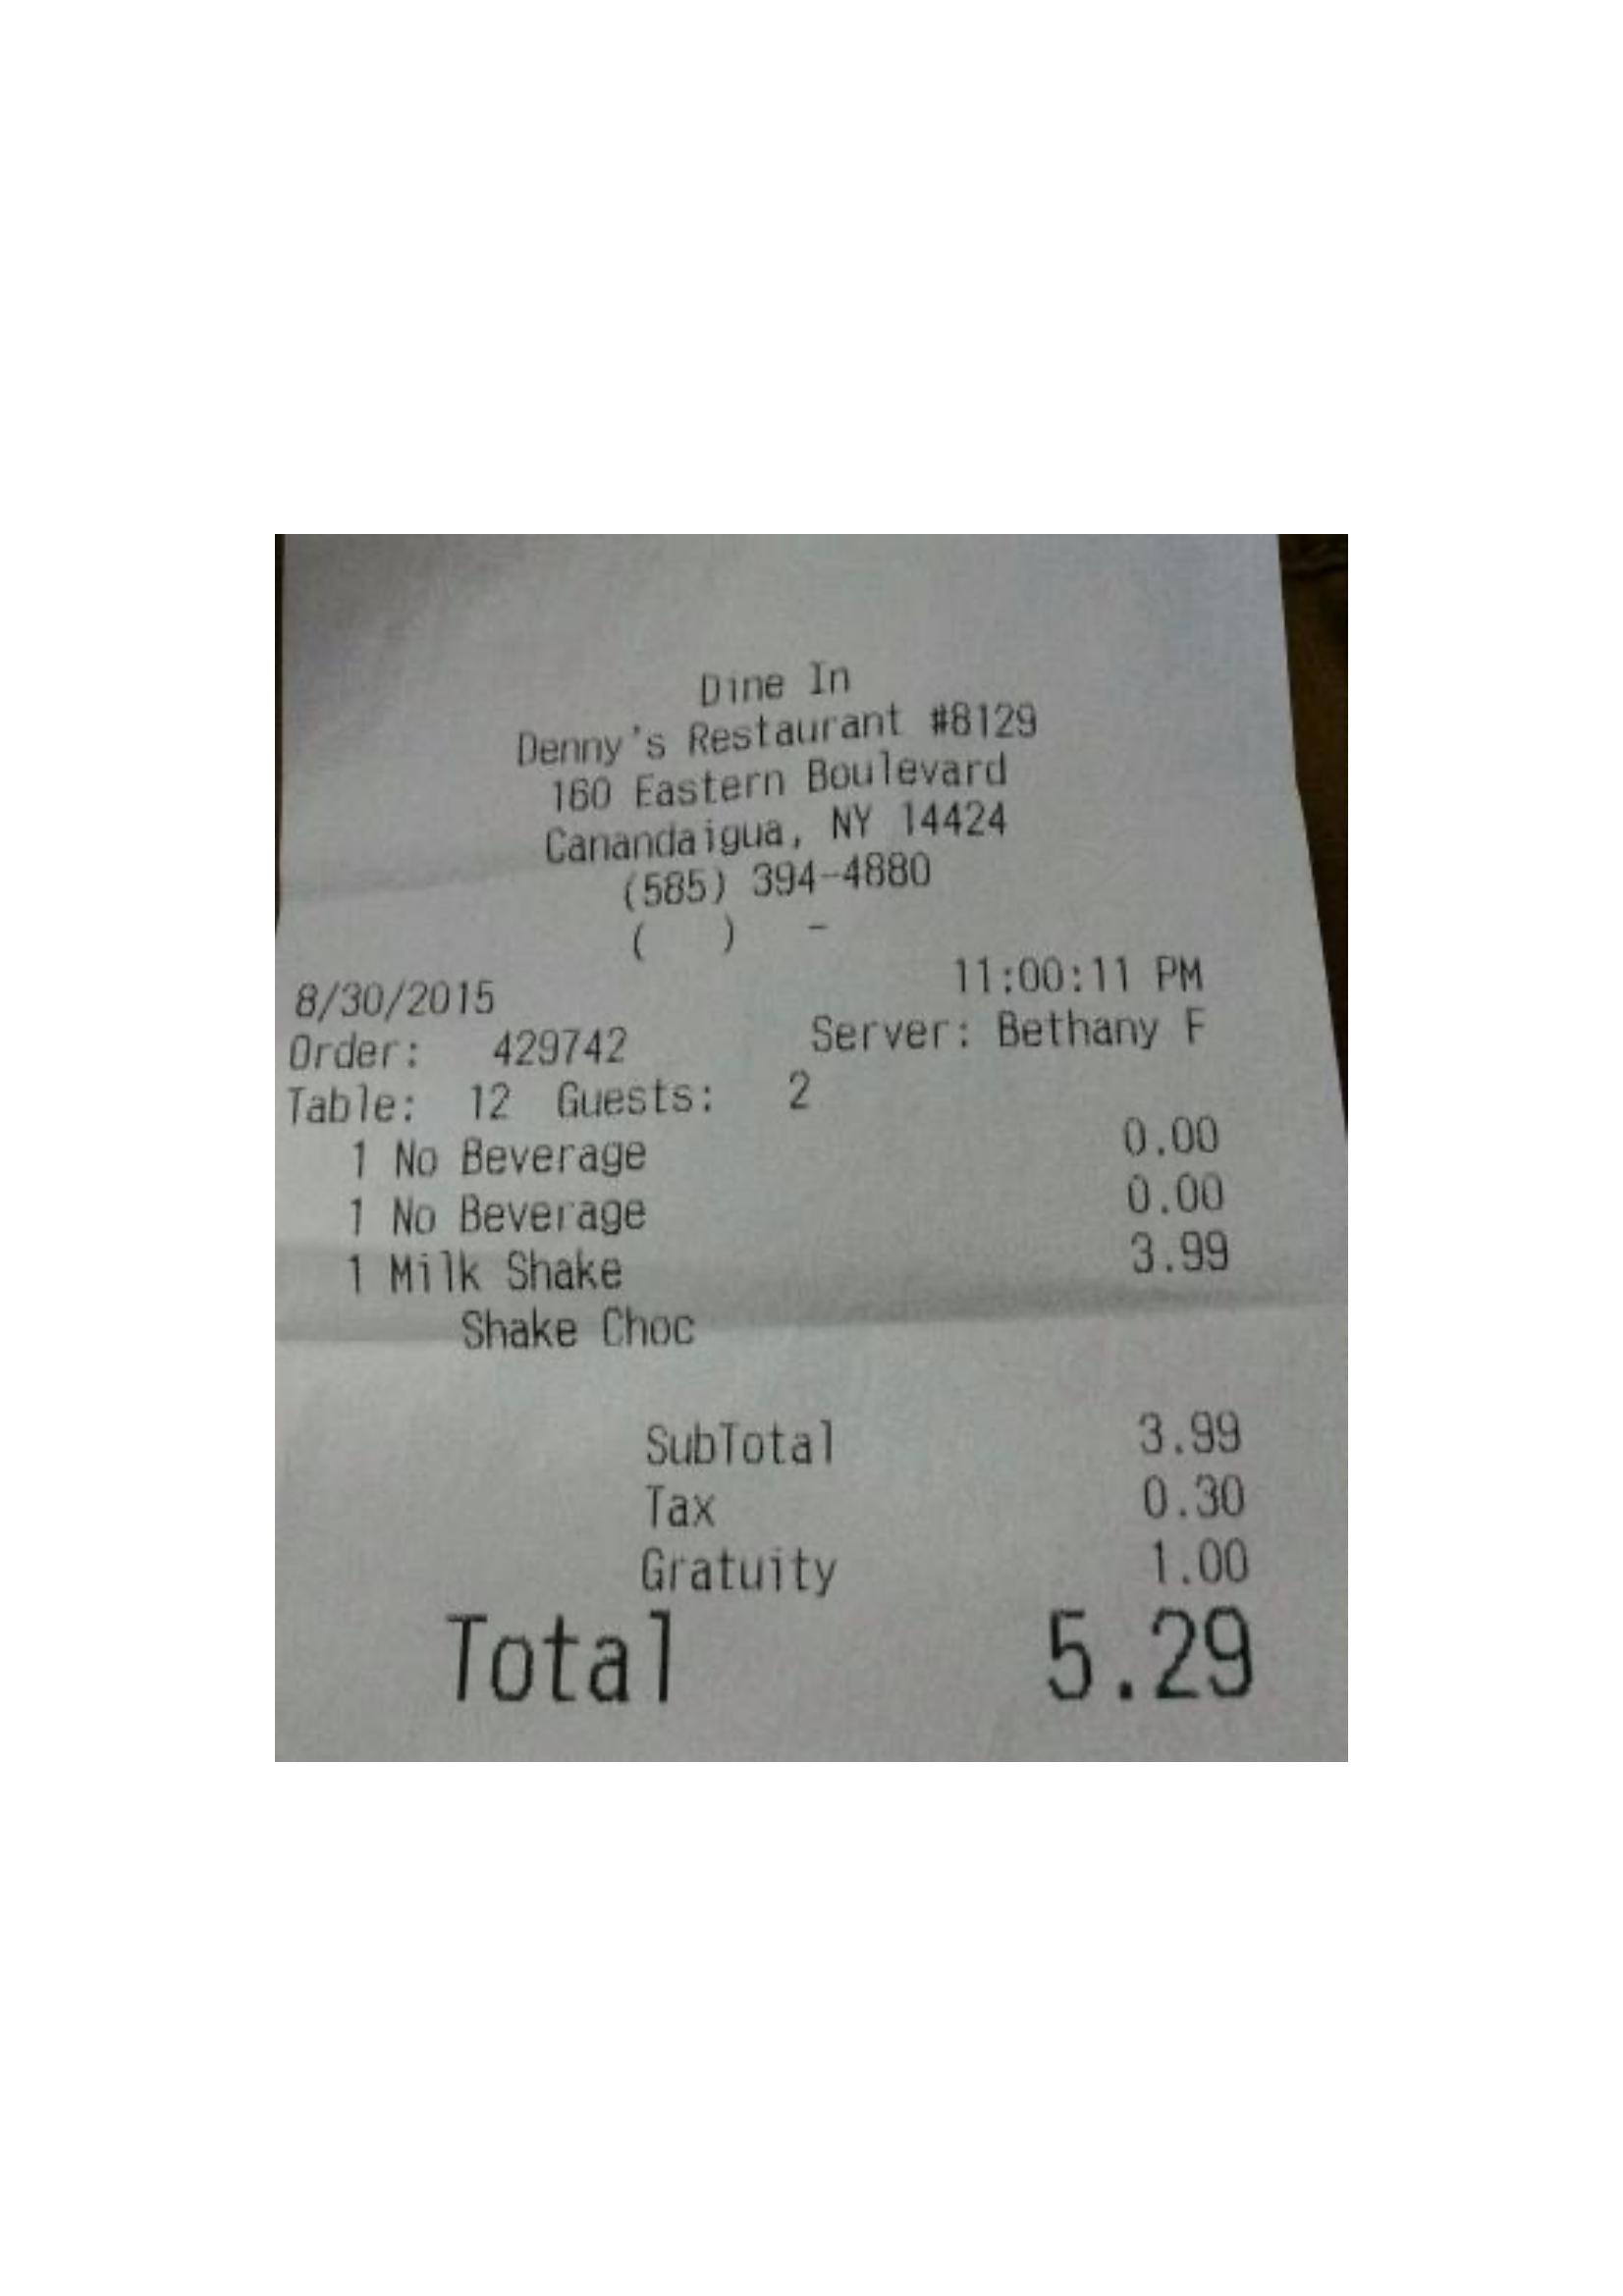 Dine In
Denny's Restaurant #8129
160 Eastern Boulevard
Canandaigua, NY 14424
(585) 394-4880
(   )   -
8/30/2015 11:00:11 PM
Order: 429742 Server: Bethany F
Table: 12 Guests: 2
1 No Beverage 0.00
1 No Beverage 0.00
1 Milk Shake 3.99
Shake Choc
SubTotal 3.99
Tax 0.30
Gratuity 1.00
Total 5.29